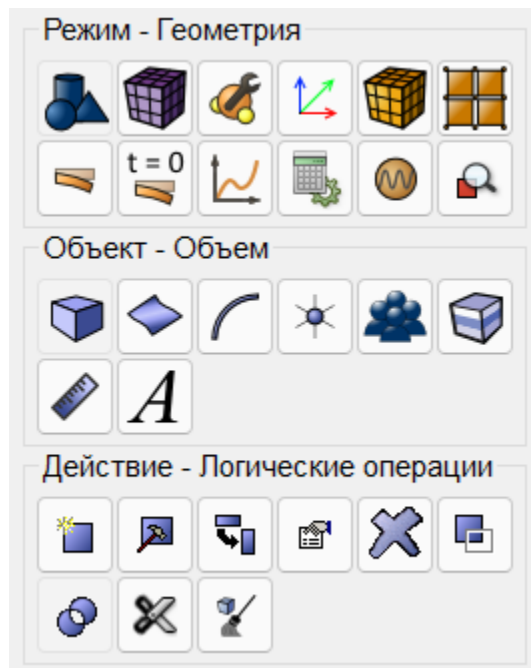 Режим - Геометрия
t = 0
Объект - Объем
A
Действие - Логические операции